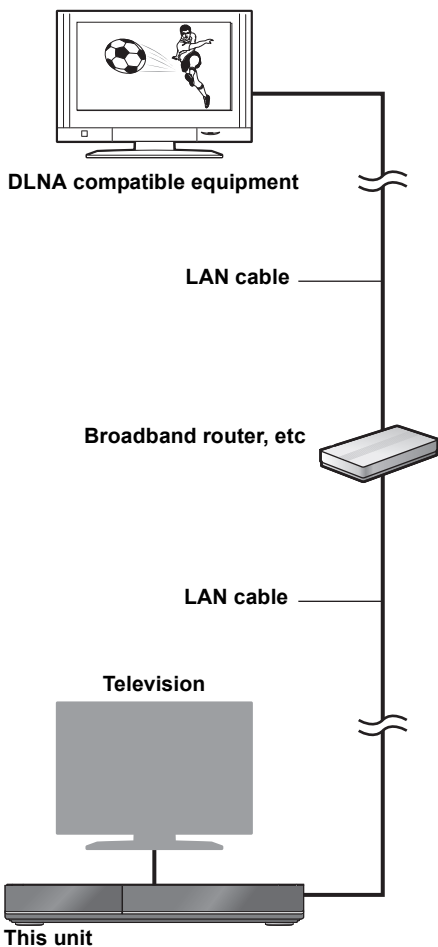 DLNA compatible equipment
LAN cable
Broadband router, etc
LAN cable
Television
This unit